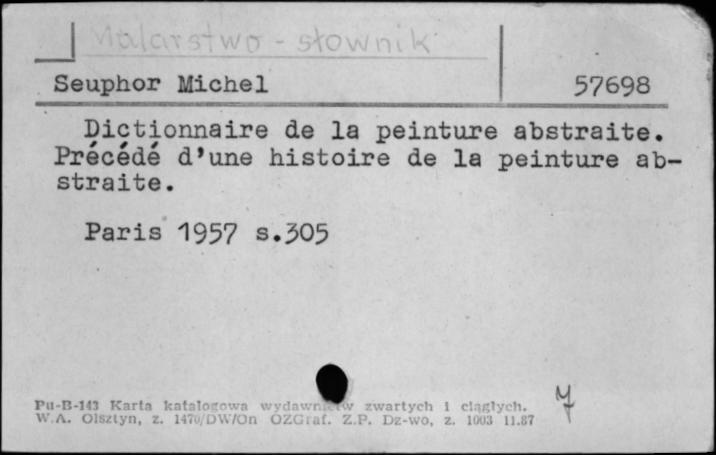 Malarstwo - słownik
Seuphor Michel 57698
Dictionnaire de la peinture abstraite.
Précédé d'une histoire de la peinture ab-
straite.
Paris 1957 s.305
Pu-B-143 Karta katalogowa wydawnictw zwartych i ciągłych.
W.A. Olsztyn, z. 1470/DW/On OZGraf. Z.P. Dz-wo, z. 1003 11.87